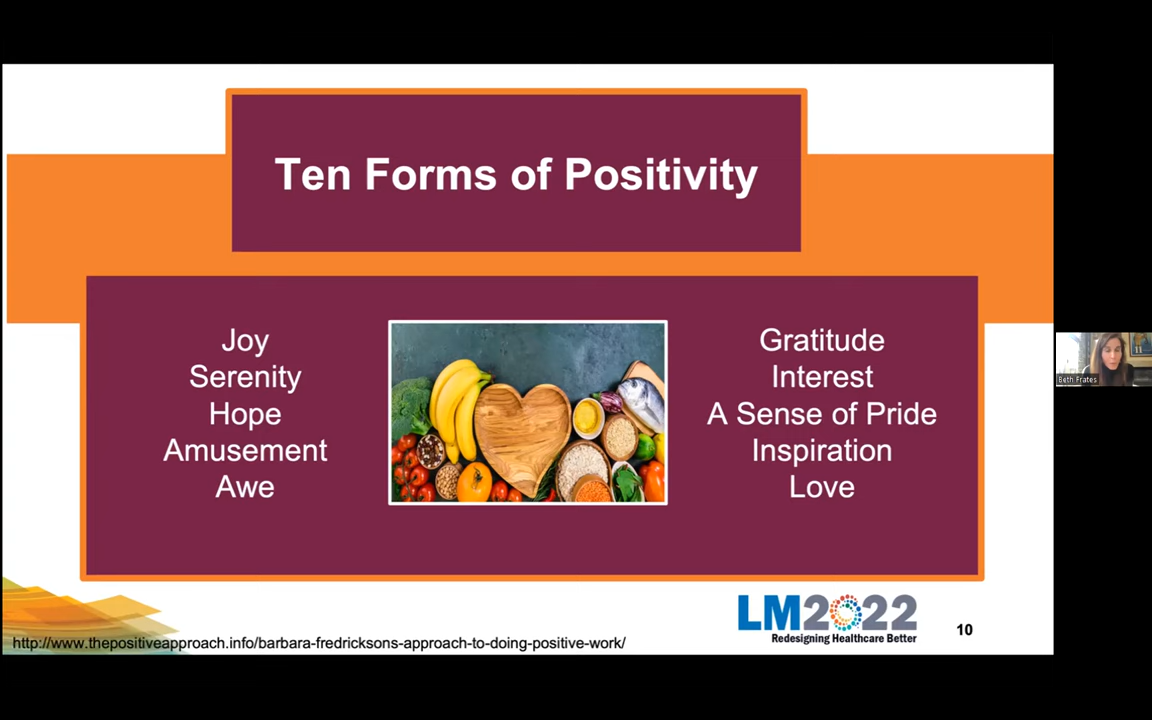 Ten Forms of Positivity
Joy
Serenity
Hope
Amusement
Awe
Gratitude
Interest
A Sense of Pride
Inspiration
Love
Beth Frates
http://www.thepositiveapproach.info/barbara-fredricksons-approach-to-doing-positive-work/
LM2022
Redesigning Healthcare Better
10